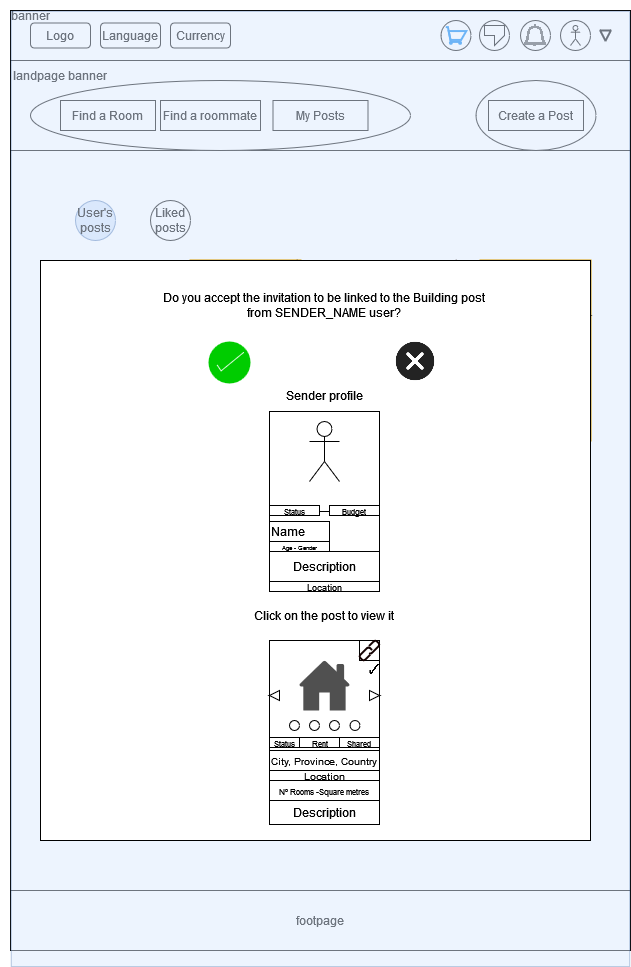 banner
Logo
Language
Currency
landpage banner
Find a Room
Find a roommate
My Posts
Create a Post
User's
posts
Liked
posts
Do you accept the invitation to be linked to the Building post
from SENDER_NAME user?
Sender profile
Status
Budget
Name
Age - Gender
Description
Location
Click on the post to view it
Status
Rent
Shared
City, Province, Country
Location
Nº Rooms -Square metres
Description
footpage